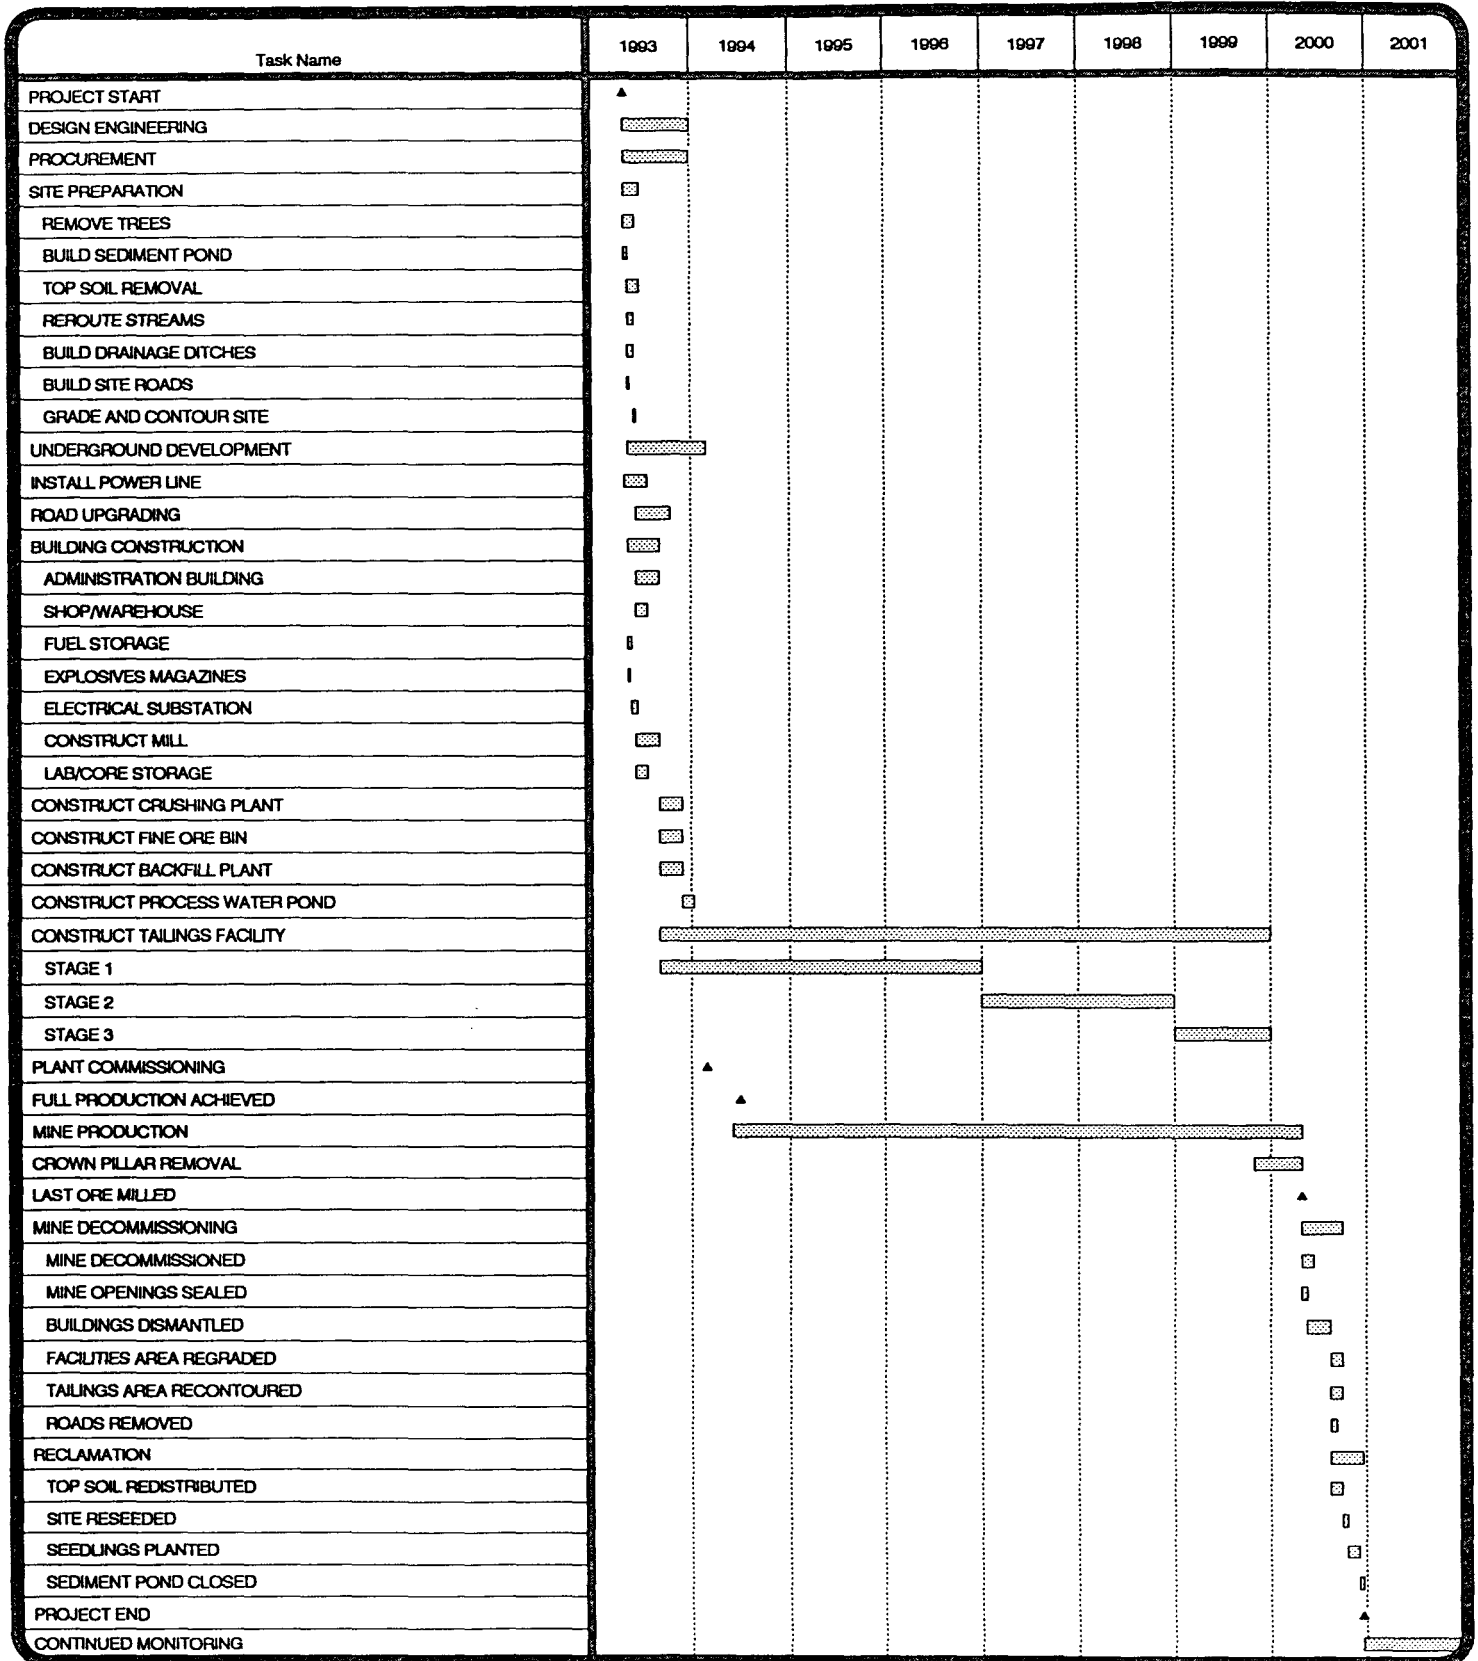 Task Name 1993 1994 1995 1996 1997 1998 1999 2000 2001
PROJECT START
DESIGN ENGINEERING
PROCUREMENT
SITE PREPARATION
REMOVE TREES
BUILD SEDIMENT POND
TOP SOIL REMOVAL
REROUTE STREAMS
BUILD DRAINAGE DITCHES
BUILD SITE ROADS
GRADE AND CONTOUR SITE
UNDERGROUND DEVELOPMENT
INSTALL POWER LINE
ROAD UPGRADING
BUILDING CONSTRUCTION
ADMINISTRATION BUILDING
SHOP/WAREHOUSE
FUEL STORAGE
EXPLOSIVES MAGAZINES
ELECTRICAL SUBSTATION
CONSTRUCT MILL
LAB/CORE STORAGE
CONSTRUCT CRUSHING PLANT
CONSTRUCT FINE ORE BIN
CONSTRUCT BACKFILL PLANT
CONSTRUCT PROCESS WATER POND
CONSTRUCT TAILINGS FACILITY
STAGE 1
STAGE 2
STAGE 3
PLANT COMMISSIONING
FULL PRODUCTION ACHIEVED
MINE PRODUCTION
CROWN PILLAR REMOVAL
LAST ORE MILLED
MINE DECOMMISSIONING
MINE DECOMMISSIONED
MINE OPENINGS SEALED
BUILDINGS DISMANTLED
FACILITIES AREA REGRADED
TAILINGS AREA RECONTOURED
ROADS REMOVED
RECLAMATION
TOP SOIL REDISTRIBUTED
SITE RESEEDED
SEEDLINGS PLANTED
SEDIMENT POND CLOSED
PROJECT END
CONTINUED MONITORING